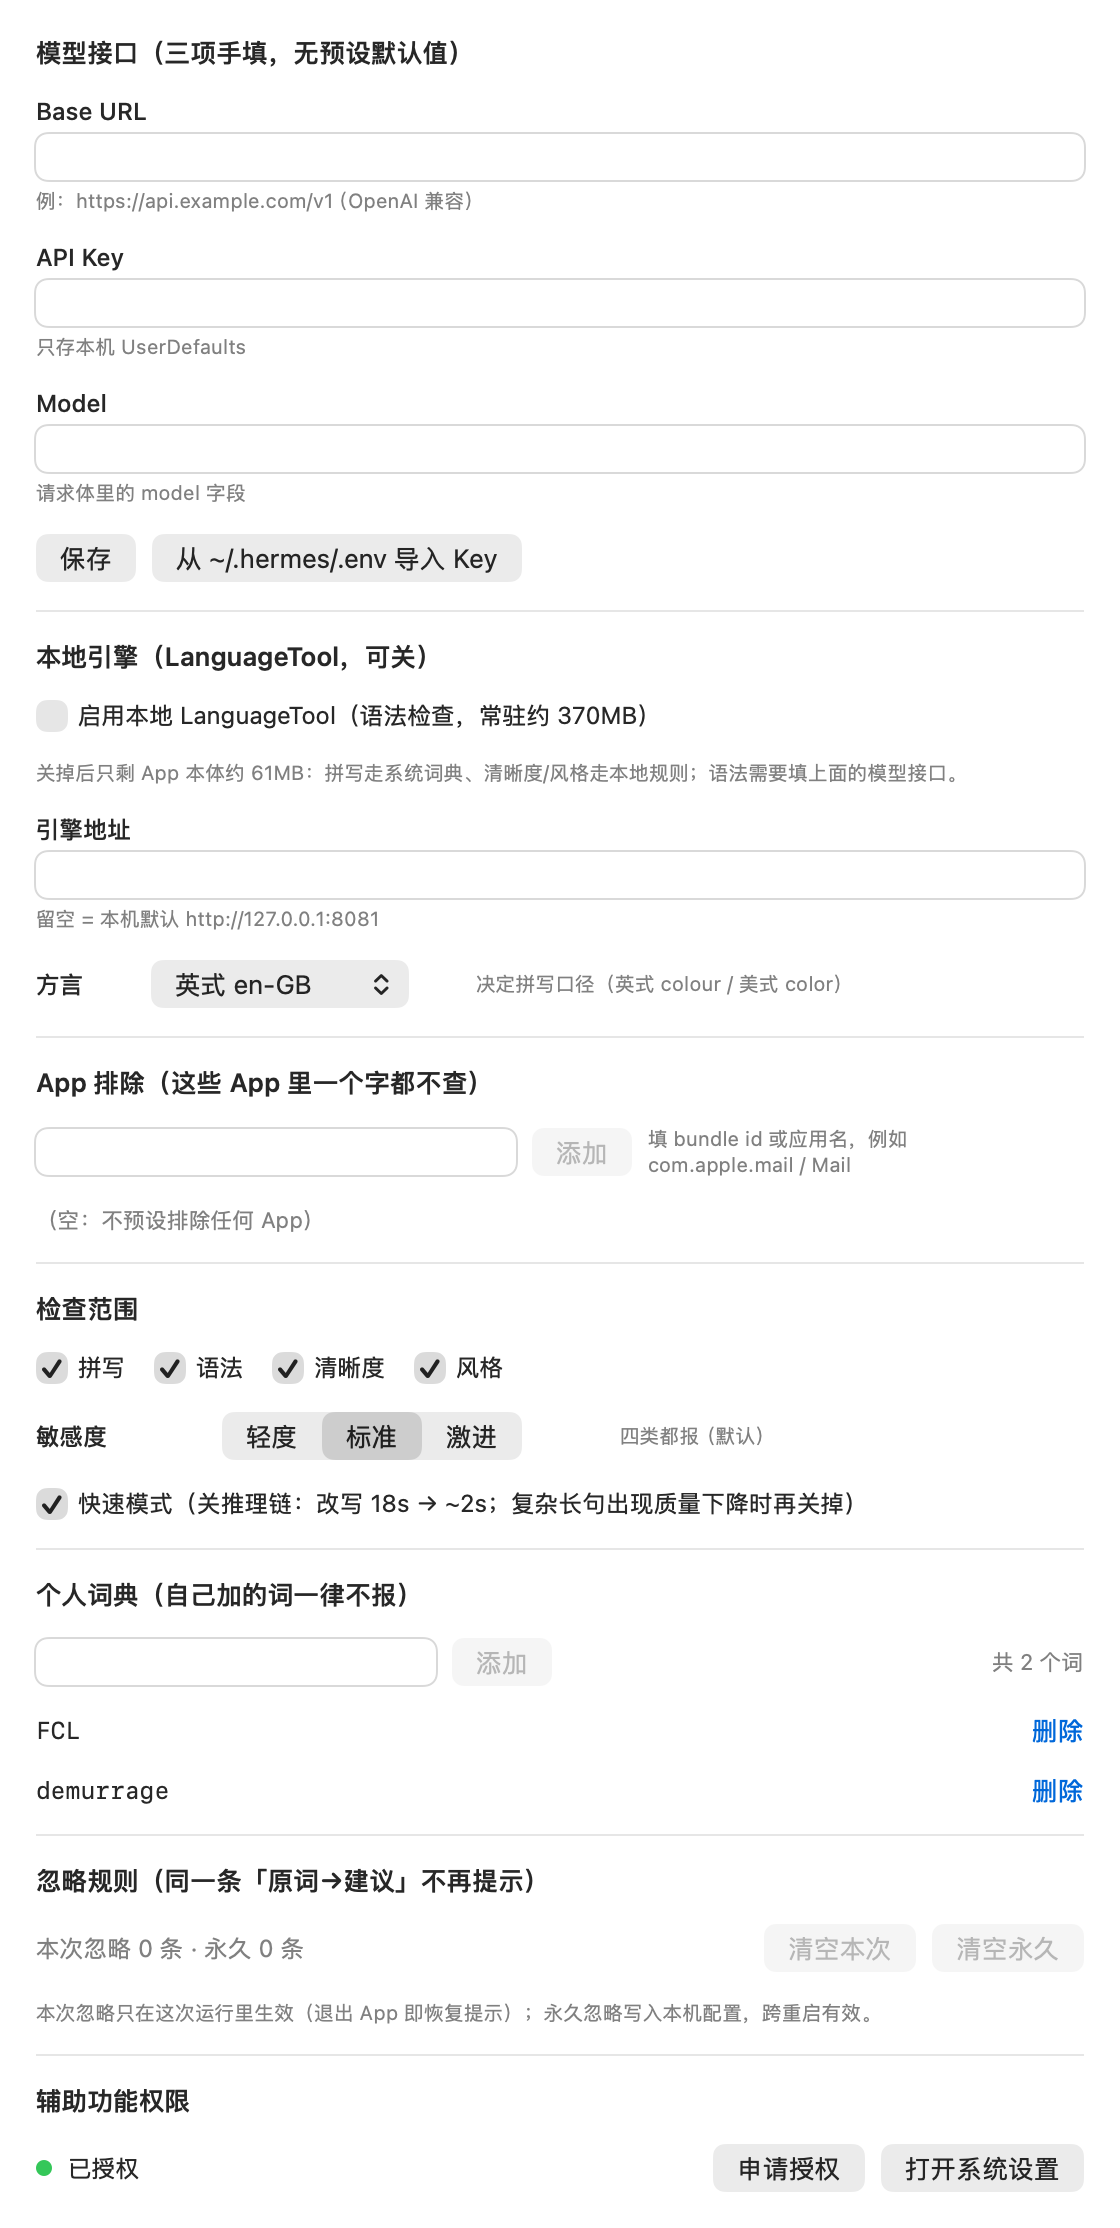 模型接口（三项手填，无预设默认值）
Base URL
例：https://api.example.com/v1（OpenAI 兼容）
API Key
只存本机 UserDefaults
Model
请求体里的 model 字段
保存
从 ~/.hermes/.env 导入 Key
本地引擎（LanguageTool，可关）
启用本地 LanguageTool（语法检查，常驻约 370MB）
关掉后只剩 App 本体约 61MB：拼写走系统词典、清晰度/风格走本地规则；语法需要填上面的模型接口。
引擎地址
留空 = 本机默认 http://127.0.0.1:8081
方言 英式 en-GB 决定拼写口径（英式 colour / 美式 color）
App 排除（这些 App 里一个字都不查）
添加
填 bundle id 或应用名，例如
com.apple.mail / Mail
（空：不预设排除任何 App）
检查范围
拼写 语法 清晰度 风格
敏感度 轻度 标准 激进 四类都报（默认）
快速模式（关推理链：改写 18s → ~2s；复杂长句出现质量下降时再关掉）
个人词典（自己加的词一律不报）
添加 共 2 个词
FCL 删除
demurrage 删除
忽略规则（同一条「原词→建议」不再提示）
本次忽略 0 条 · 永久 0 条 清空本次 清空永久
本次忽略只在这次运行里生效（退出 App 即恢复提示）；永久忽略写入本机配置，跨重启有效。
辅助功能权限
已授权 申请授权 打开系统设置